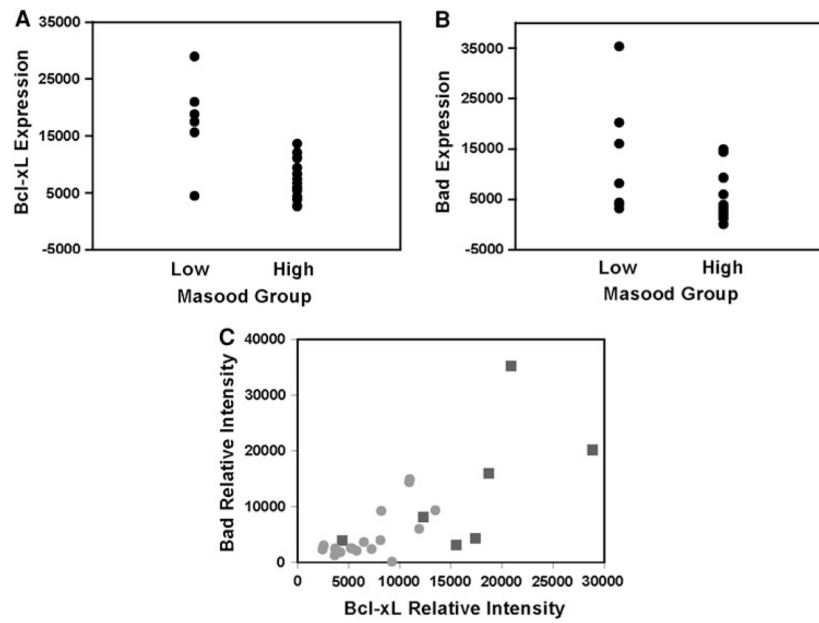 A
35000
25000
15000
5000
-5000
Bcl-xL Expression
Low High
Masood Group
B
35000
25000
15000
5000
-5000
Bad Expression
Low High
Masood Group
C
40000
30000
20000
10000
0
Bad Relative Intensity
0 5000 10000 15000 20000 25000 30000
Bcl-xL Relative Intensity